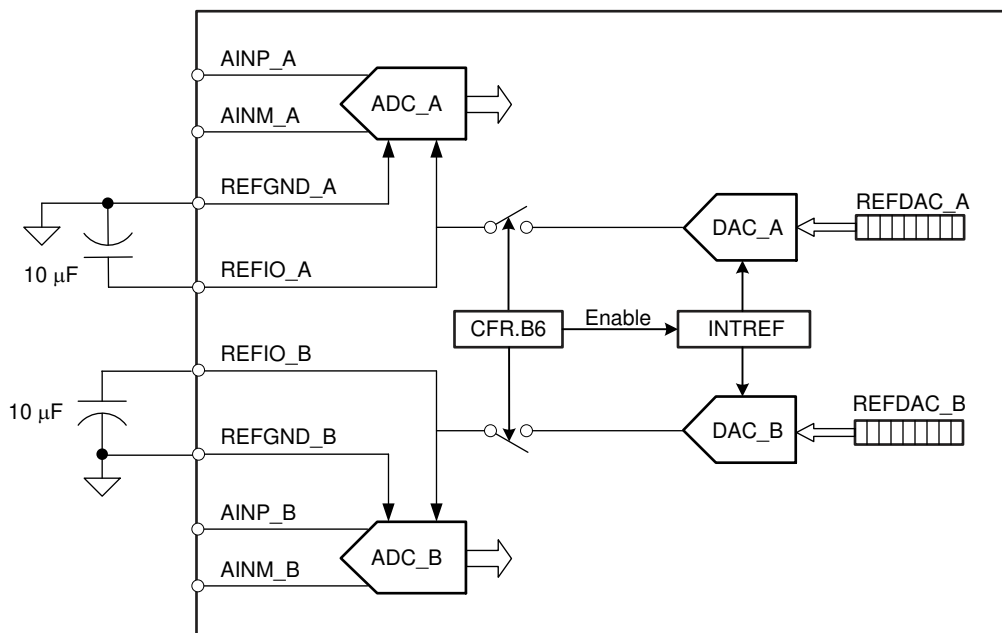 AINP_A
ADC_A
AINM_A
REFGND_A
REFDAC_A
DAC_A
10 μF
REFIO_A
CFR.B6
Enable
INTREF
REFIO_B
10 μF
REFDAC_B
REFGND_B
DAC_B
AINP_B
ADC_B
AINM_B